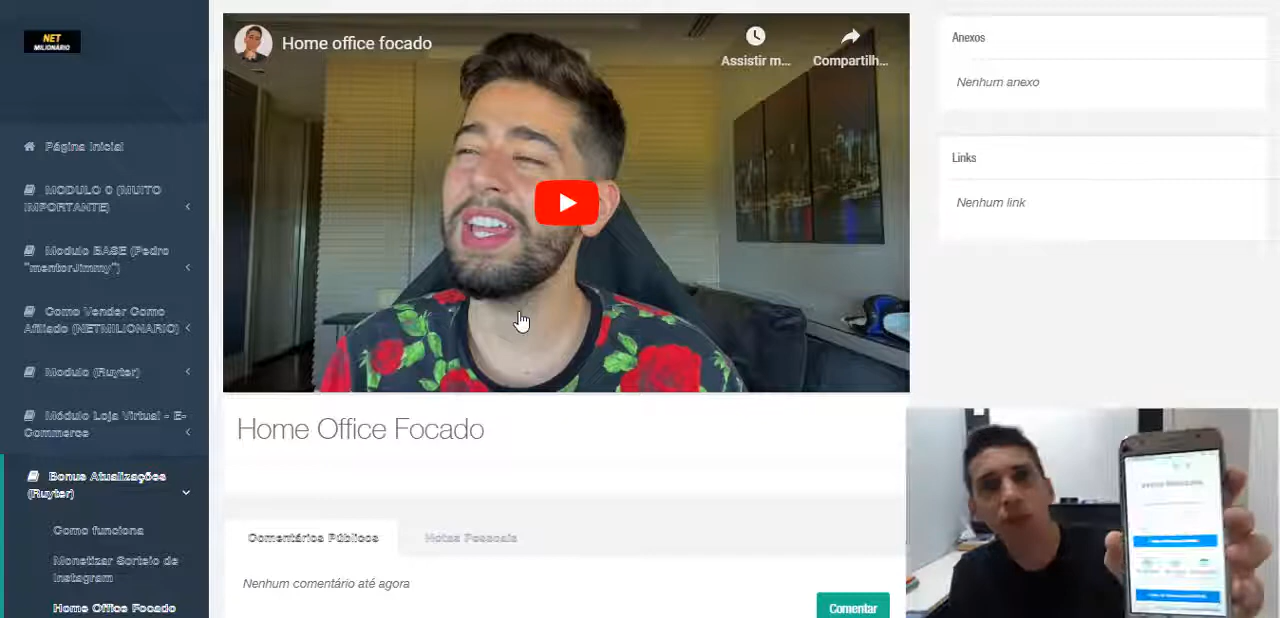 NET
MILIONÁRIO
Página Inicial
MODULO 0 (MUITO
IMPORTANTE)
Modulo BASE (Pedro
"mentorJimmy")
Como Vender Como
Afiliado (NETMILIONARIO)
Modulo (Ruyter)
Módulo Loja Virtual - E-
Commerce
Bonus Atualizações
(Ruyter)
Como funciona
Monetizar Sorteio de
Instagram
Home Office Focado
Home office focado
Assistir m...
Compartilh...
Home Office Focado
Comentários Públicos
Notas Pessoais
Nenhum comentário até agora
Comentar
Anexos
Nenhum anexo
Links
Nenhum link